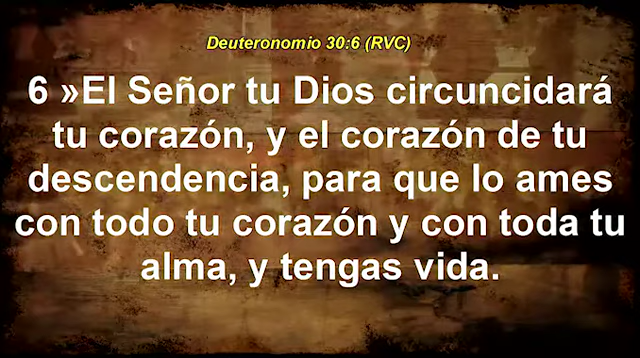 Deuteronomio 30:6 (RVC)
6 »El Señor tu Dios circuncidará
tu corazón, y el corazón de tu
descendencia, para que lo ames
con todo tu corazón y con toda tu
alma, y tengas vida.